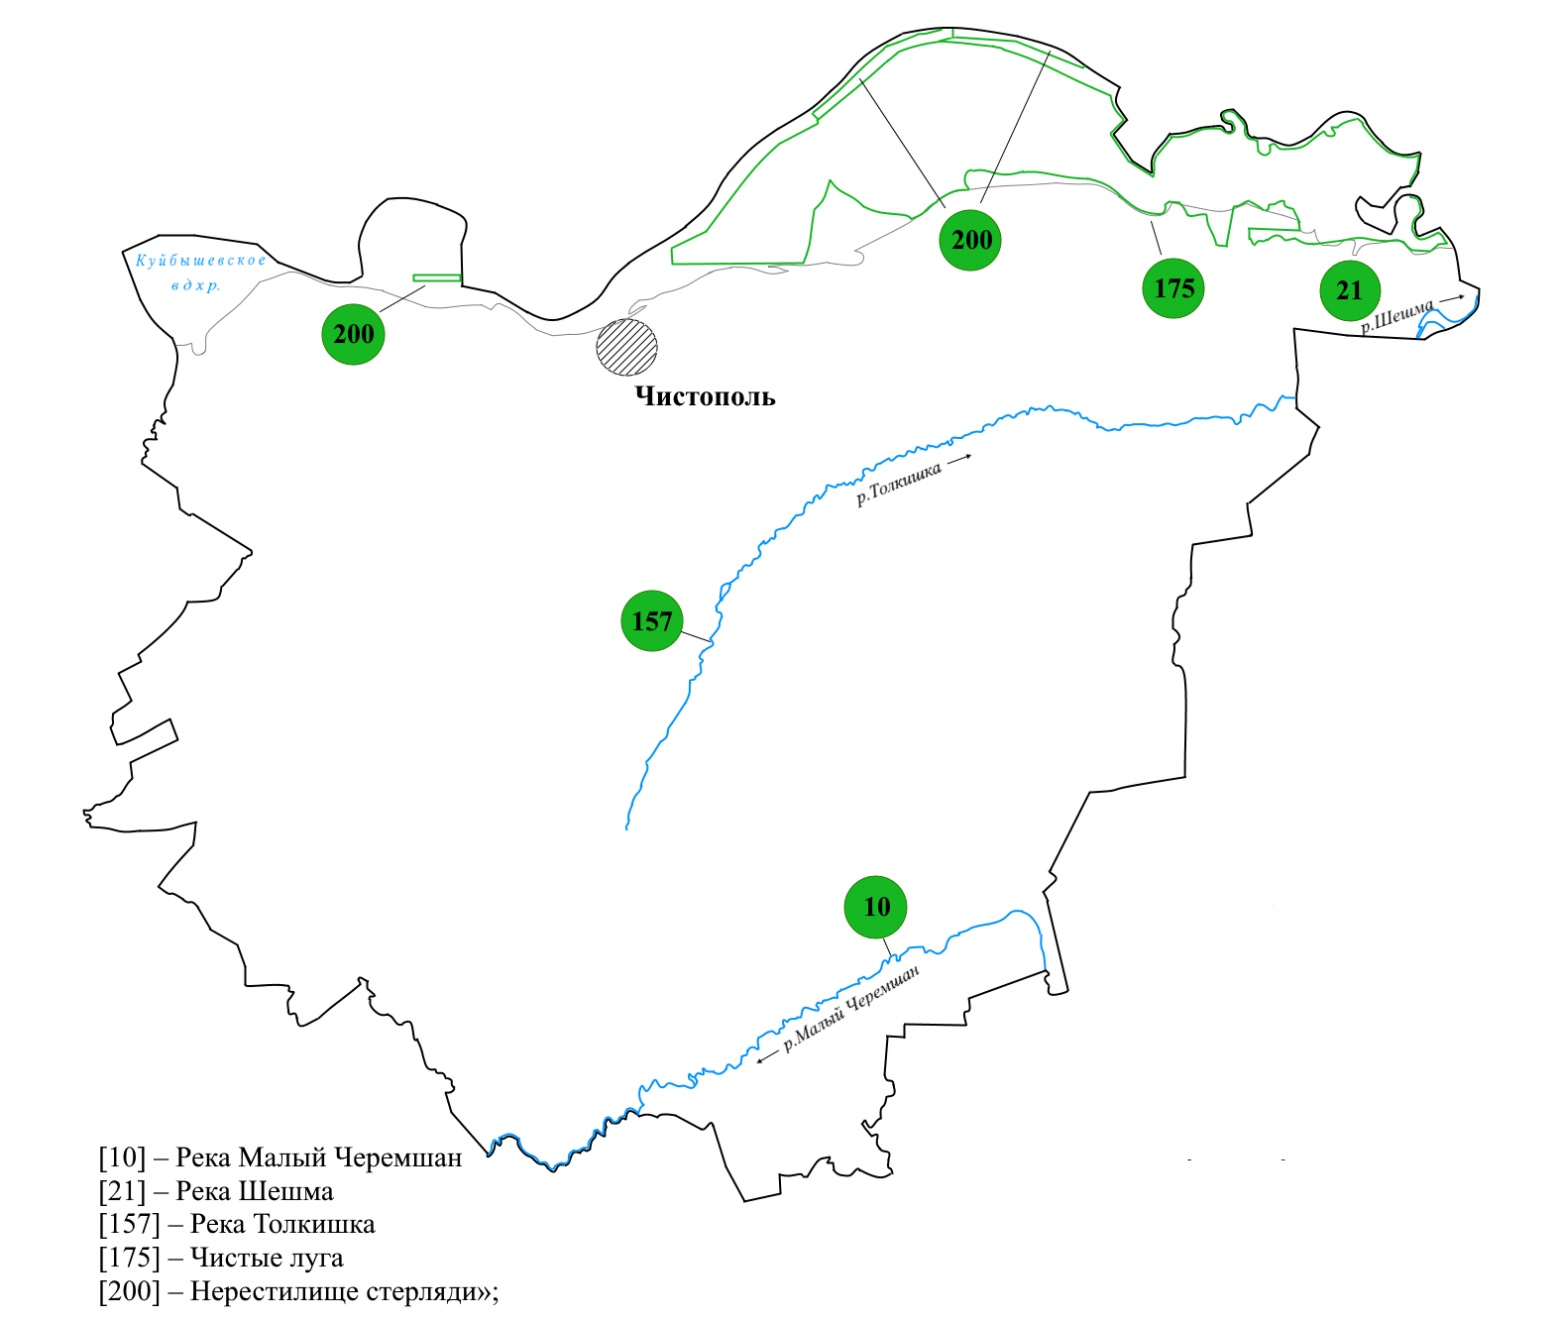 Куйбышевское
вдхр.
200
200
175
21
р.Шешма
Чистополь
р.Толкишка
157
10
р.Малый Черемшан
[10] – Река Малый Черемшан
[21] – Река Шешма
[157] – Река Толкишка
[175] – Чистые луга
[200] – Нерестилище стерляди»;